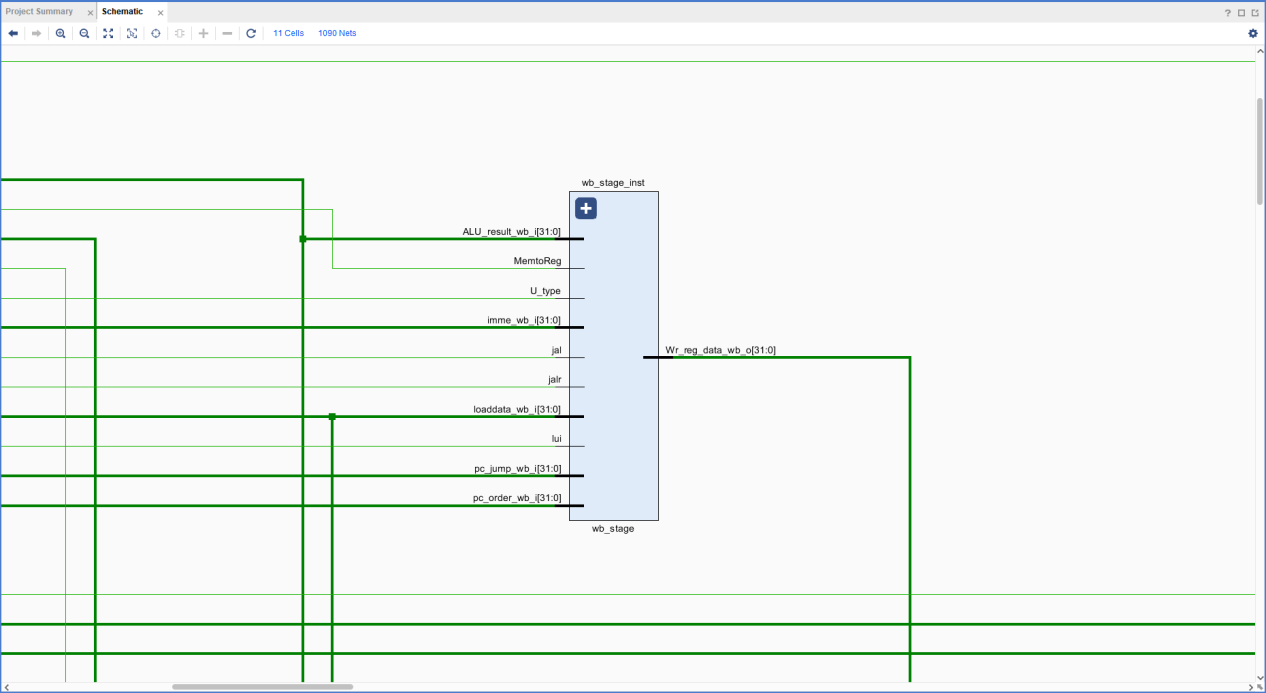 Project Summary
Schematic
11 Cells 1090 Nets
wb_stage_inst
ALU_result_wb_i[31:0]
MemtoReg
U_type
imme_wb_i[31:0]
jal
Wr_reg_data_wb_o[31:0]
jalr
loaddata_wb_i[31:0]
lui
pc_jump_wb_i[31:0]
pc_order_wb_i[31:0]
wb_stage